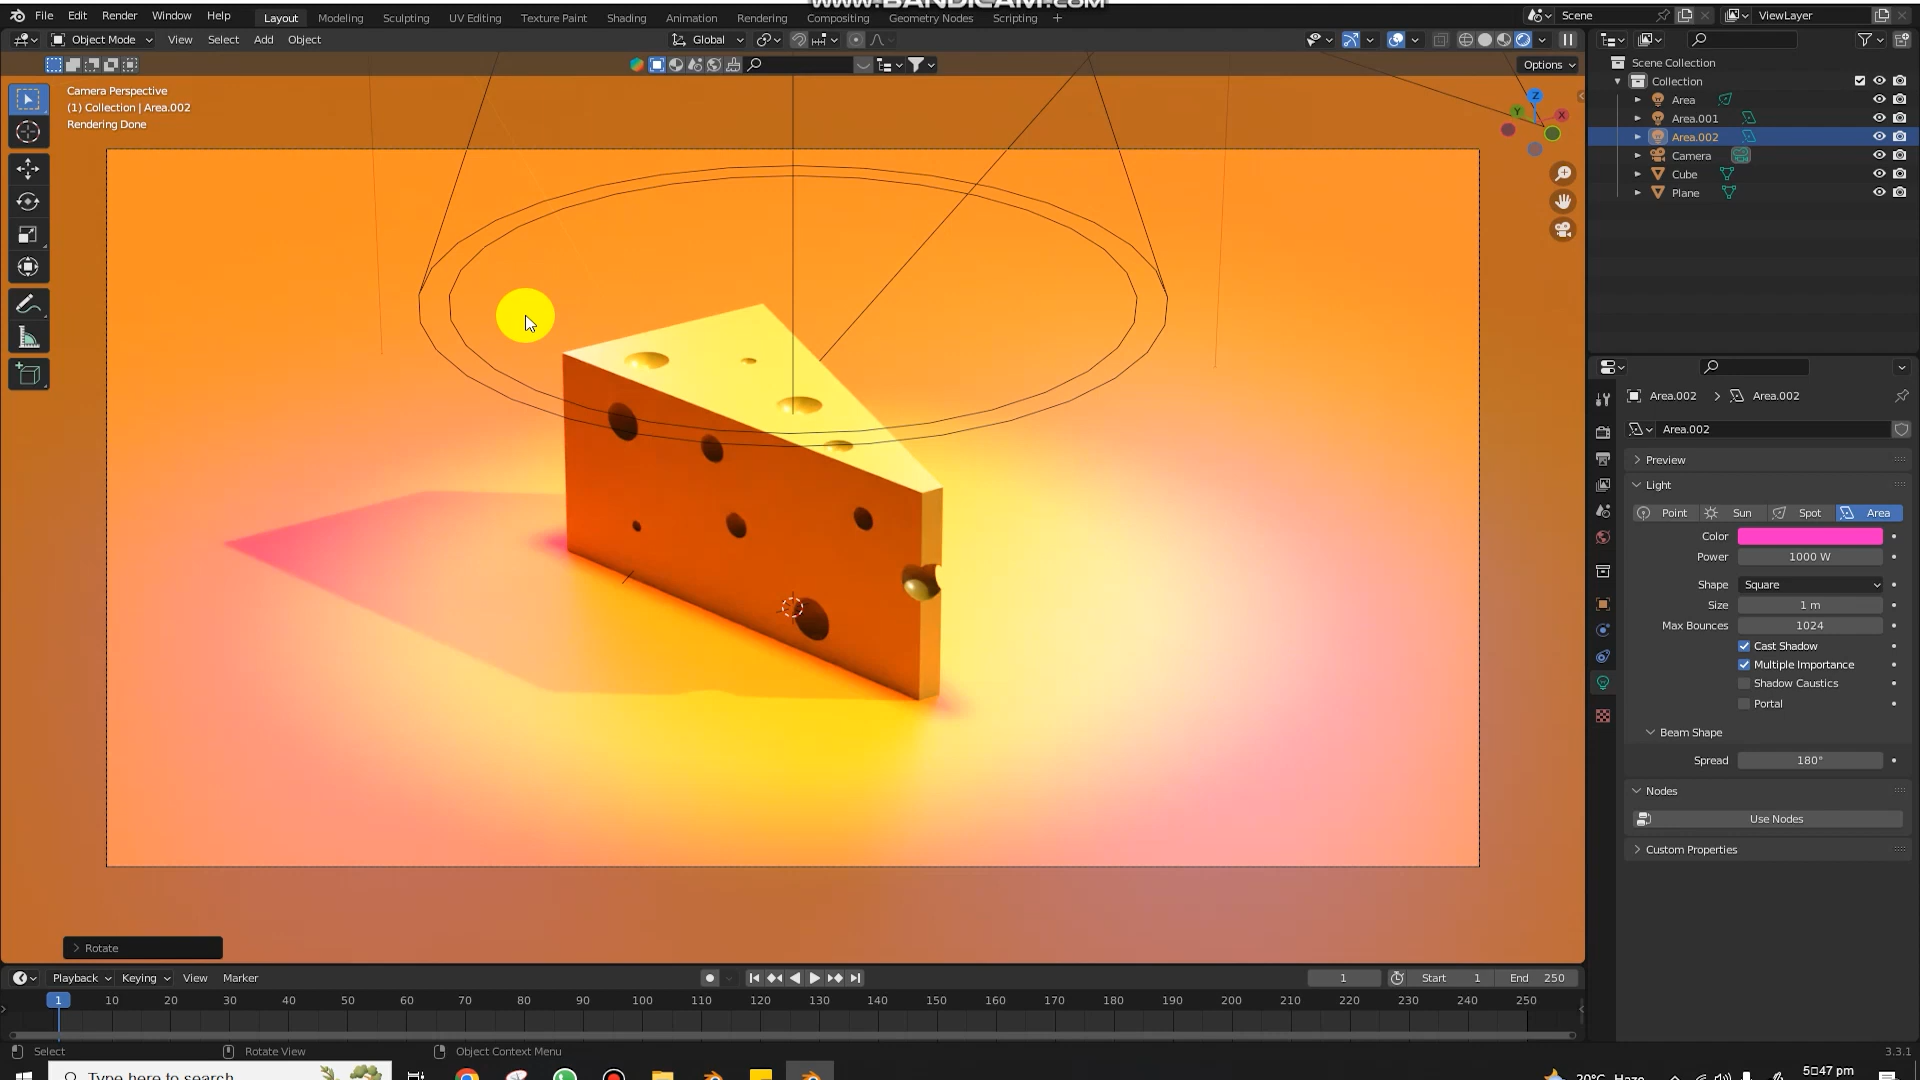 www.BANDICAM.com
File Edit Render Window Help
Layout Modeling Sculpting UV Editing Texture Paint Shading Animation Rendering Compositing Geometry Nodes Scripting +
Scene ViewLayer
Object Mode View Select Add Object Global
Options
Camera Perspective
(1) Collection | Area.002
Rendering Done
Z
Y
X
Scene Collection
Collection
Area
Area.001
Area.002
Camera
Cube
Plane
Area.002 > Area.002
Area.002
Preview
Light
Point Sun Spot Area
Color
Power 1000 W
Shape Square
Size 1 m
Max Bounces 1024
Cast Shadow
Multiple Importance
Shadow Caustics
Portal
Beam Shape
Spread 180°
Nodes
Use Nodes
Custom Properties
Rotate
Playback Keying View Marker
1 Start 1 End 250
1 10 20 30 40 50 60 70 80 90 100 110 120 130 140 150 160 170 180 190 200 210 220 230 240 250
Select Rotate View Object Context Menu 3.3.1
Type here to search
20°C Haze
5:47 pm